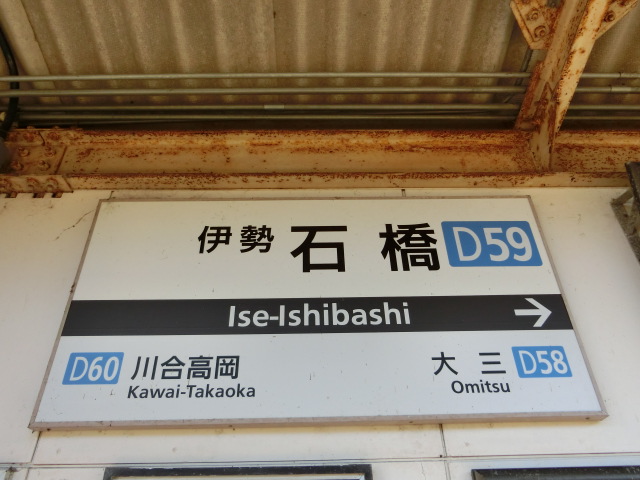 伊勢 石橋 D59
Ise-Ishibashi →
D60 川合高岡 大三 D58
Kawai-Takaoka Omitsu